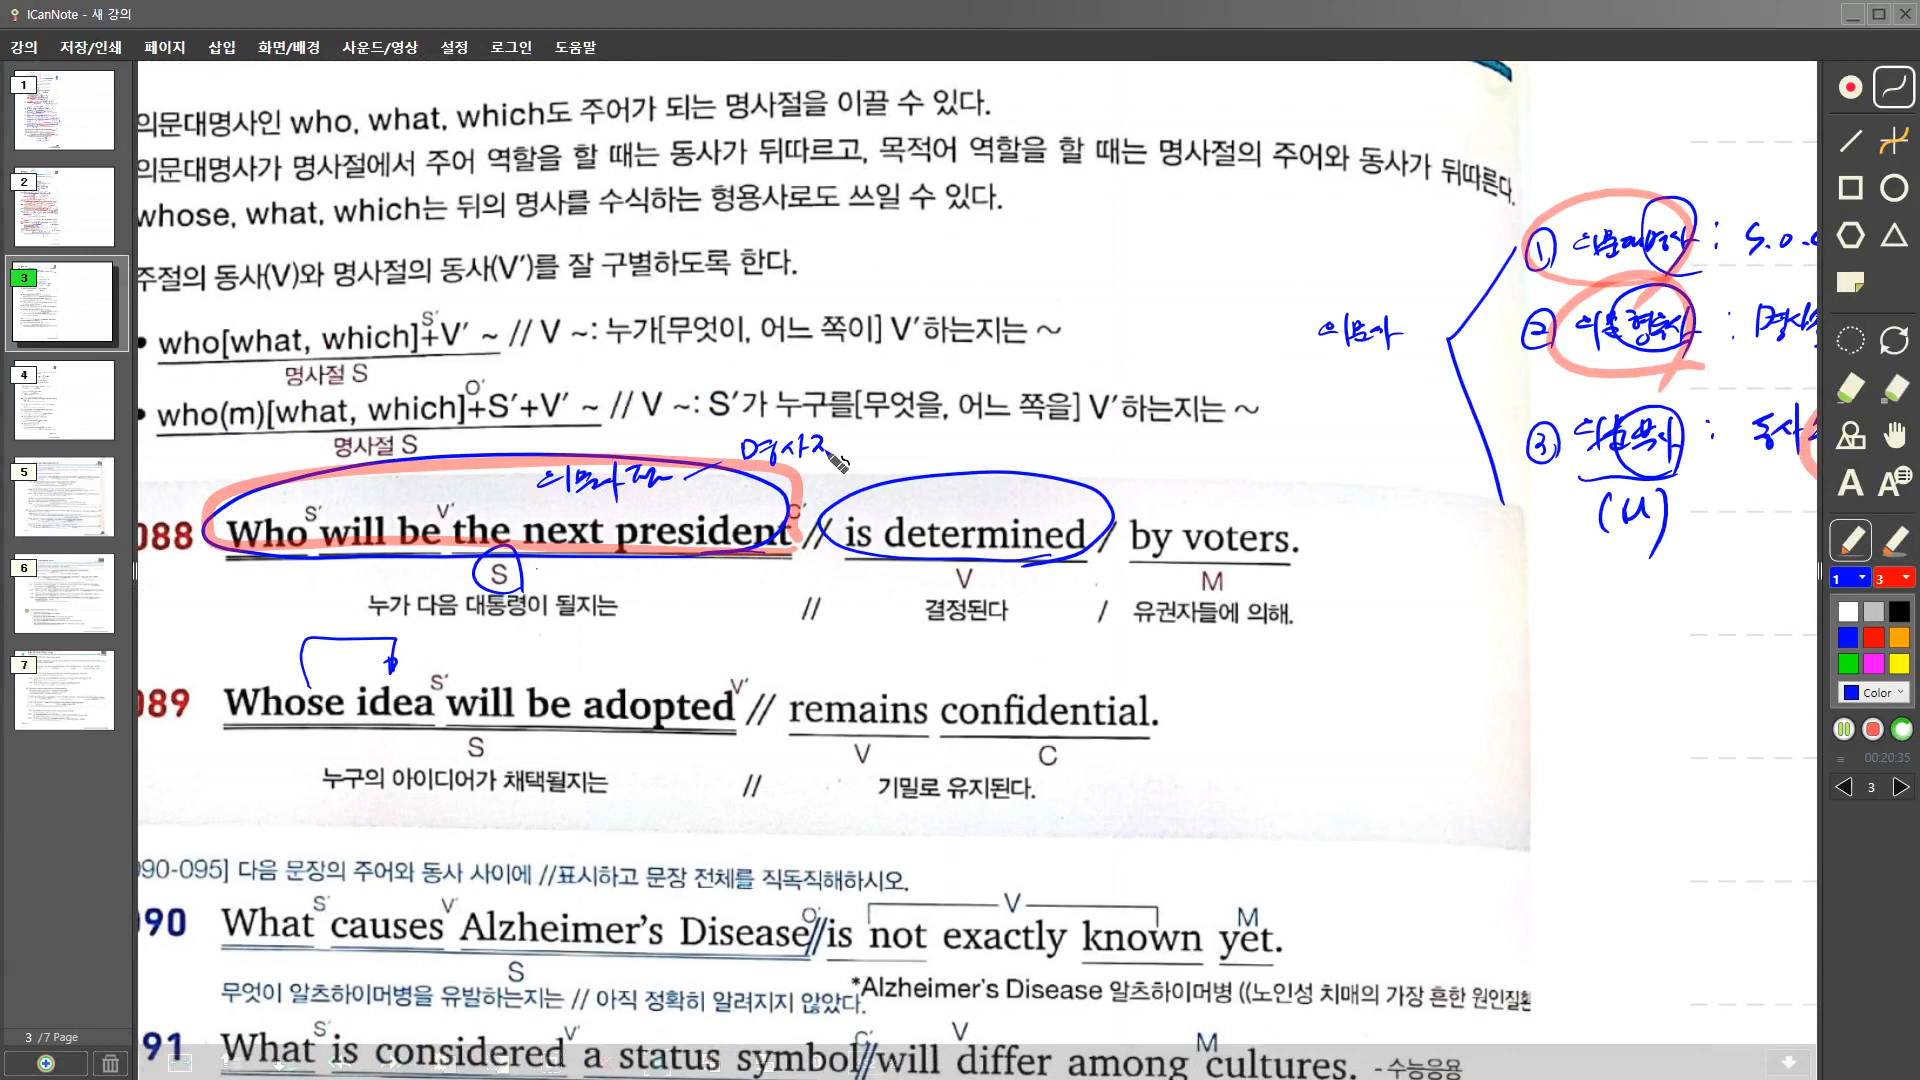 ICanNote - 새 강의
강의 저장/인쇄 페이지 삽입 화면/배경 사운드/영상 설정 로그인 도움말
1
2
3
4
5
6
7
3 /7 Page
의문대명사인 who, what, which도 주어가 되는 명사절을 이끌 수 있다.
의문대명사가 명사절에서 주어 역할을 할 때는 동사가 뒤따르고, 목적어 역할을 할 때는 명사절의 주어와 동사가 뒤따른다.
whose, what, which는 뒤의 명사를 수식하는 형용사로도 쓰일 수 있다.
주절의 동사(V)와 명사절의 동사(V′)를 잘 구별하도록 한다.
S′
• who[what, which]+V′ ~ // V ~: 누가[무엇이, 어느 쪽이] V′하는지는 ~
명사절 S
O′
• who(m)[what, which]+S′+V′ ~ // V ~: S′가 누구를[무엇을, 어느 쪽을] V′하는지는 ~
명사절 S
의문사
① 의문대명사 : S. O. C
② 의문형용사 :
③ 의문부사 : 동사
(M)
의문사절 명사
S′ V′ C′
088 Who will be the next president // is determined / by voters.
S V M
누가 다음 대통령이 될지는 // 결정된다 / 유권자들에 의해.
S′ V′
089 Whose idea will be adopted // remains confidential.
S V C
누구의 아이디어가 채택될지는 // 기밀로 유지된다.
090-095] 다음 문장의 주어와 동사 사이에 //표시하고 문장 전체를 직독직해하시오.
S′ V′ O′ V M
90 What causes Alzheimer's Disease//is not exactly known yet.
S
무엇이 알츠하이머병을 유발하는지는 // 아직 정확히 알려지지 않았다.
*Alzheimer's Disease 알츠하이머병 ((노인성 치매의 가장 흔한 원인질환
S′ V′ C′ V M
91 What is considered a status symbol//will differ among cultures. - 수능응용
A A
1 3
Color
00:20:35
3